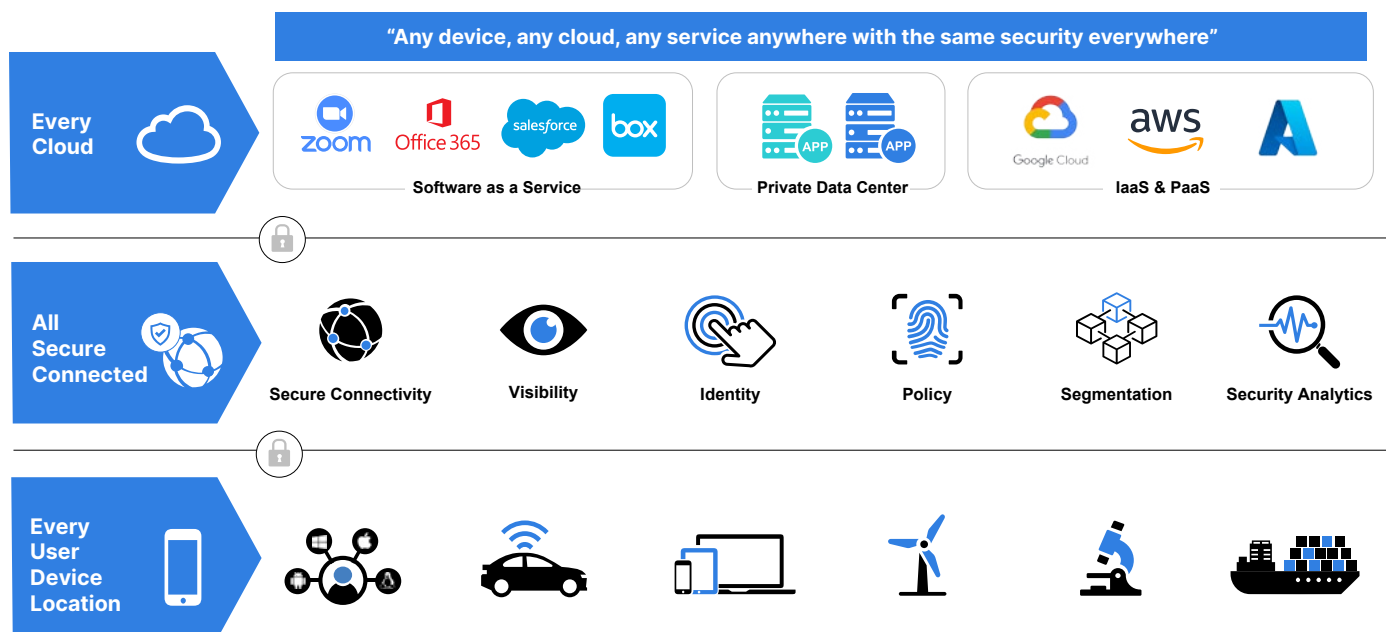 “Any device, any cloud, any service anywhere with the same security everywhere”
Every
Cloud
zoom
Office 365
salesforce
box
APP
APP
Google Cloud
aws
Software as a Service
Private Data Center
IaaS & PaaS
All
Secure
Connected
Secure Connectivity
Visibility
Identity
Policy
Segmentation
Security Analytics
Every
User
Device
Location